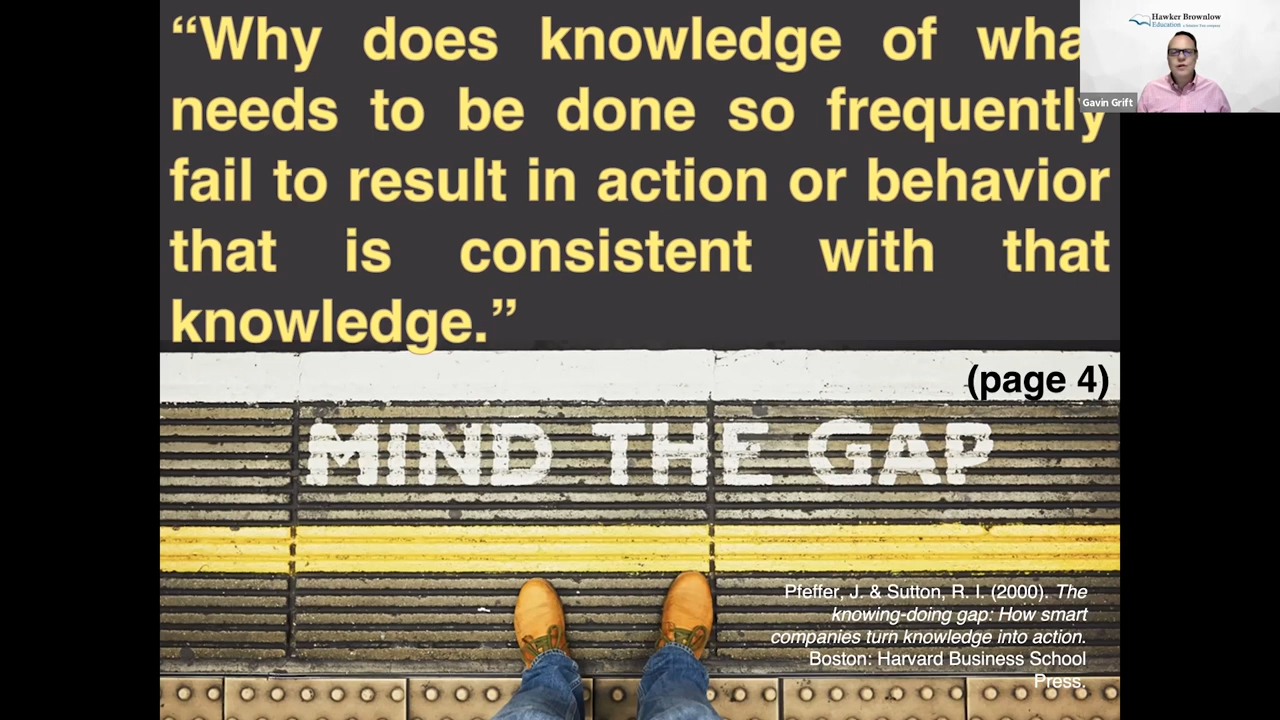 “Why does knowledge of wha
needs to be done so frequently
fail to result in action or behavior
that is consistent with that
knowledge.”
(page 4)
MIND THE GAP
Pfeffer, J. & Sutton, R. I. (2000). The
knowing-doing gap: How smart
companies turn knowledge into action.
Boston: Harvard Business School
Press.
Hawker Brownlow
Education
Gavin Grift